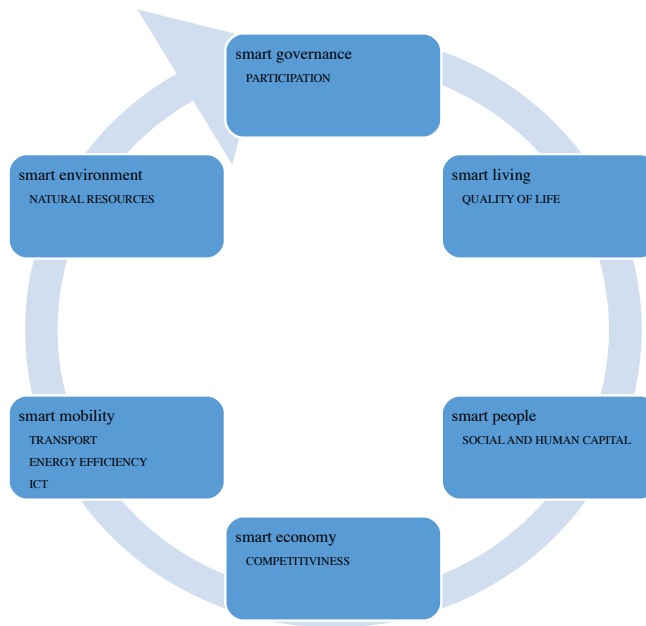 smart governance
PARTICIPATION
smart living
QUALITY OF LIFE
smart people
SOCIAL AND HUMAN CAPITAL
smart economy
COMPETITIVINESS
smart mobility
TRANSPORT
ENERGY EFFICIENCY
ICT
smart environment
NATURAL RESOURCES